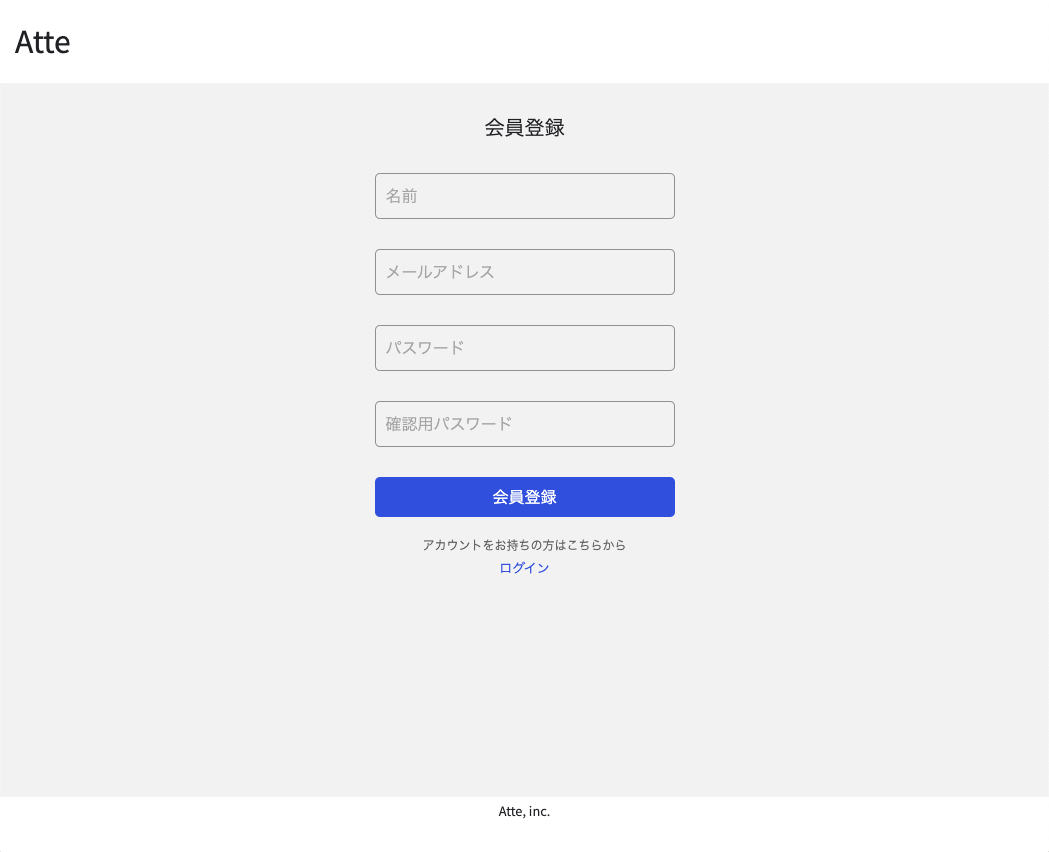 Atte
会員登録
名前
メールアドレス
パスワード
確認用パスワード
会員登録
アカウントをお持ちの方はこちらから
ログイン
Atte, inc.